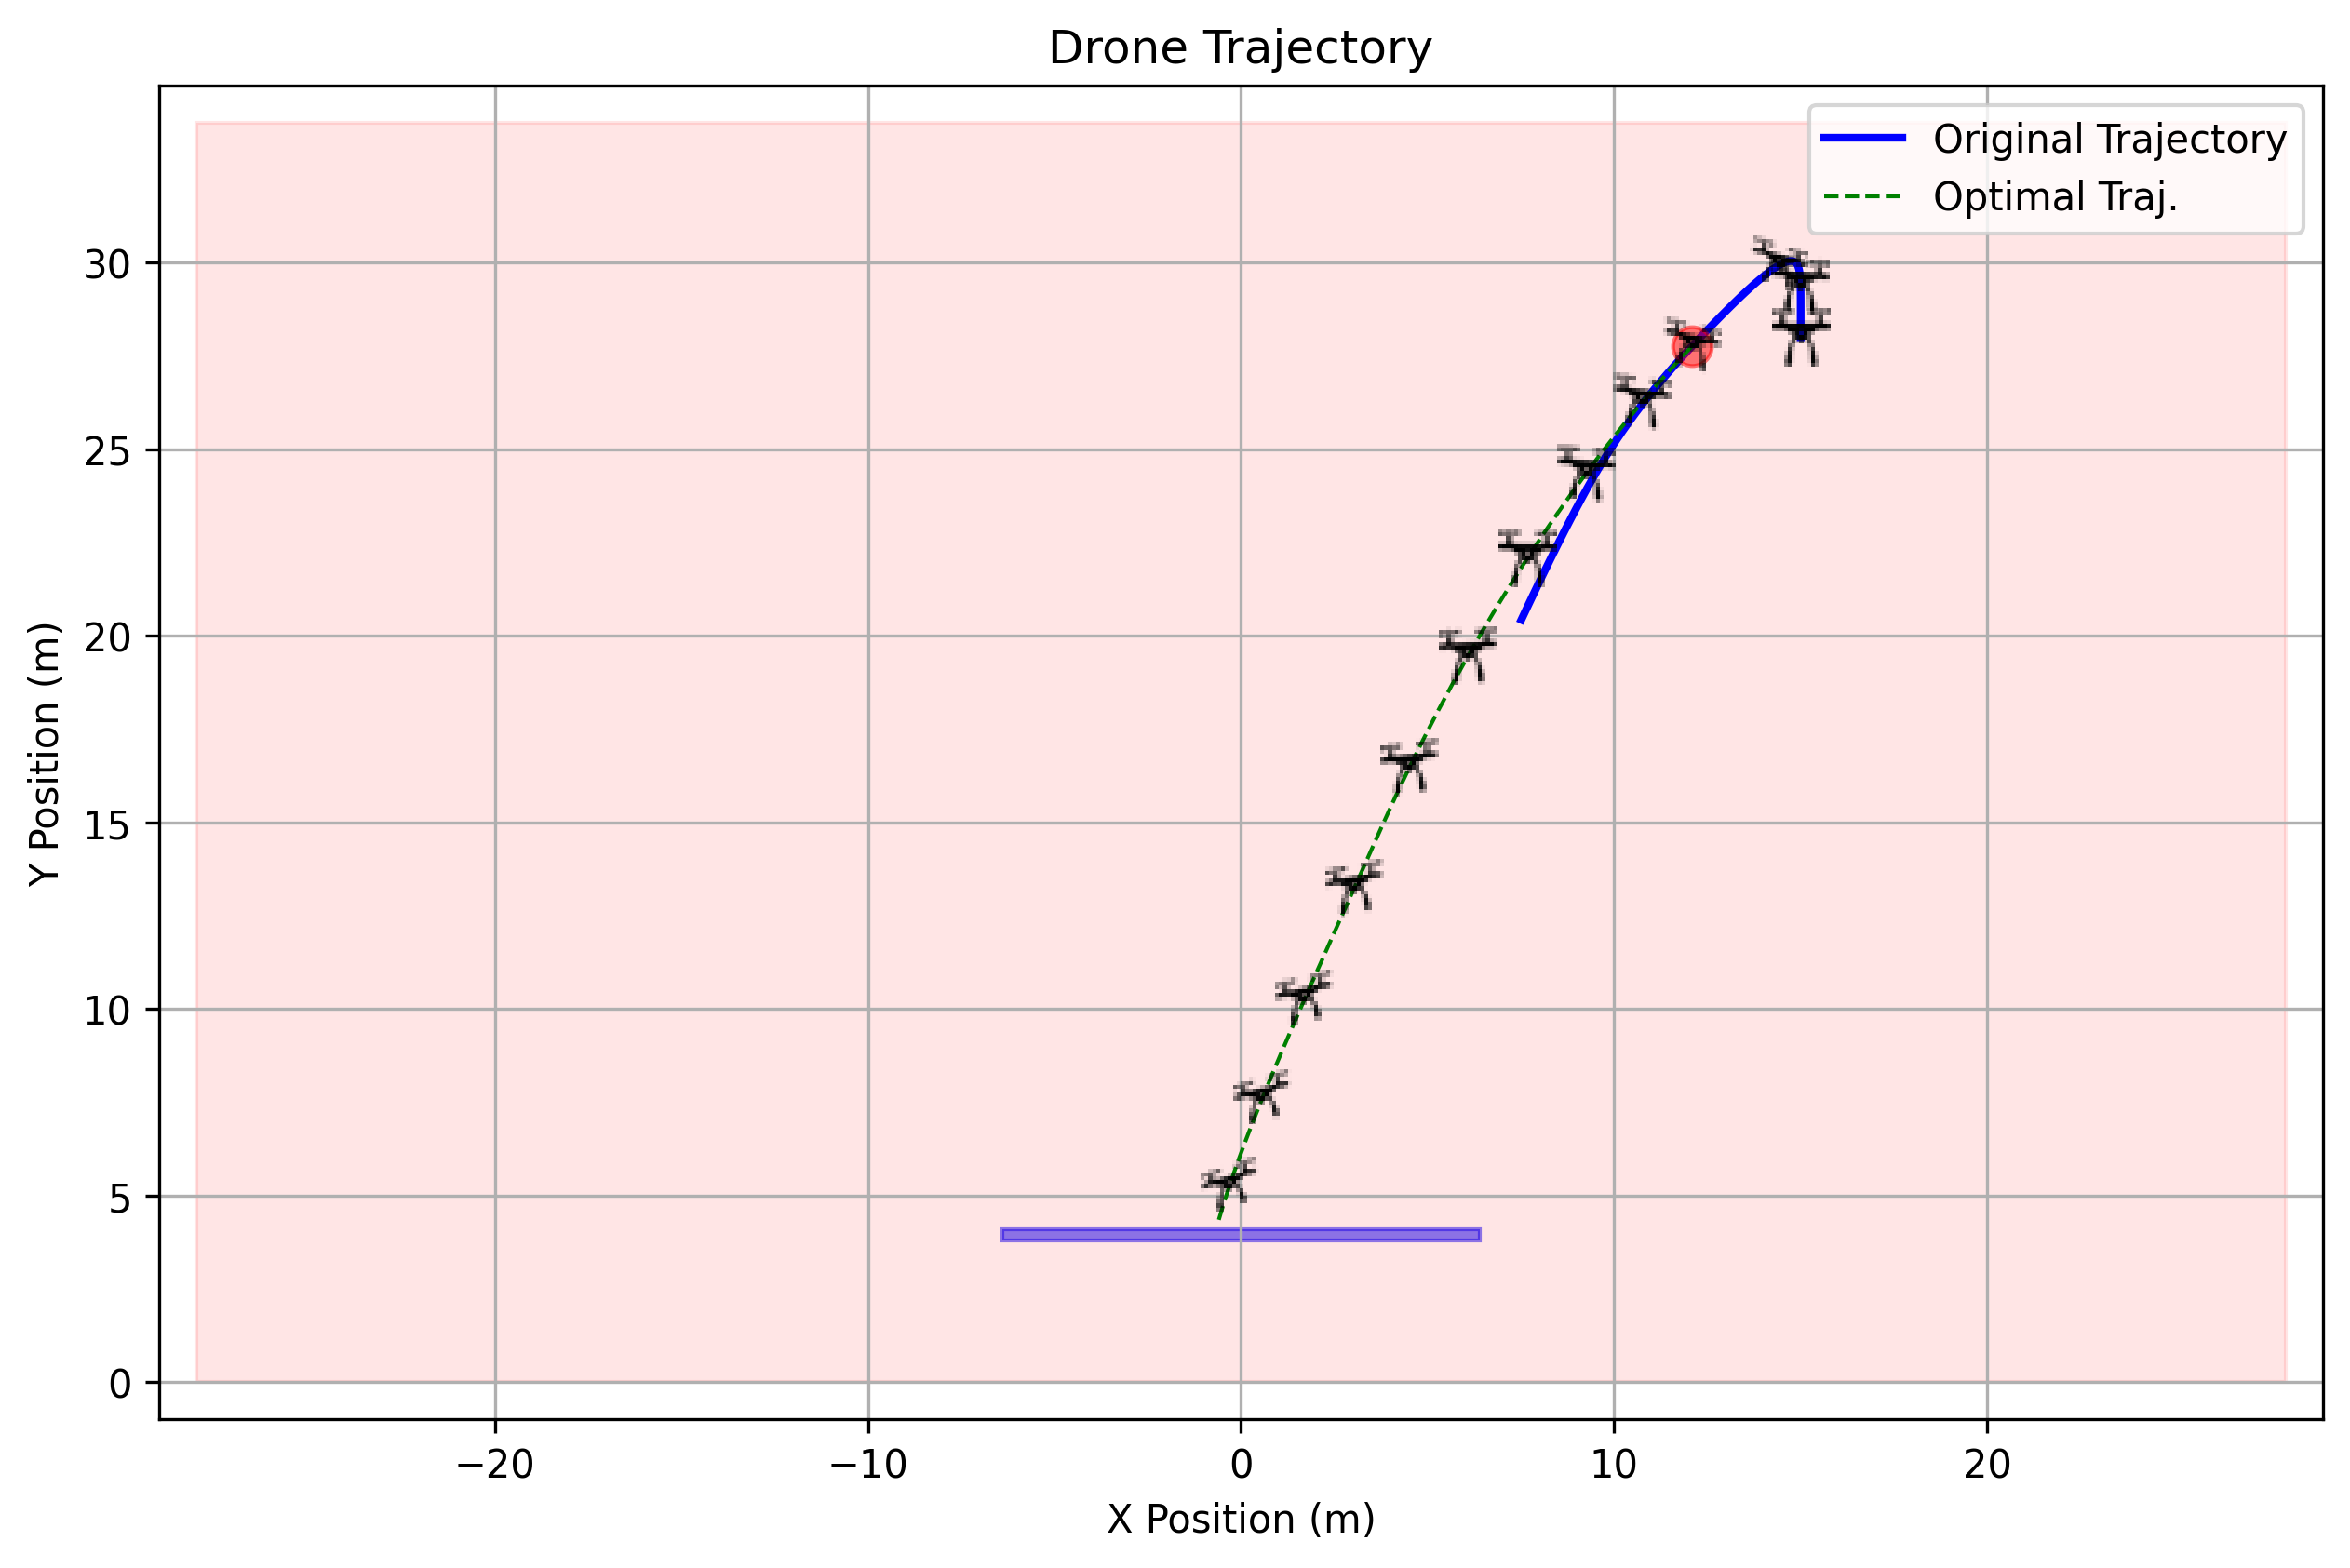 Drone Trajectory
Original Trajectory
Optimal Traj.
Y Position (m)
30
25
20
15
10
5
0
−20
−10
0
10
20
X Position (m)